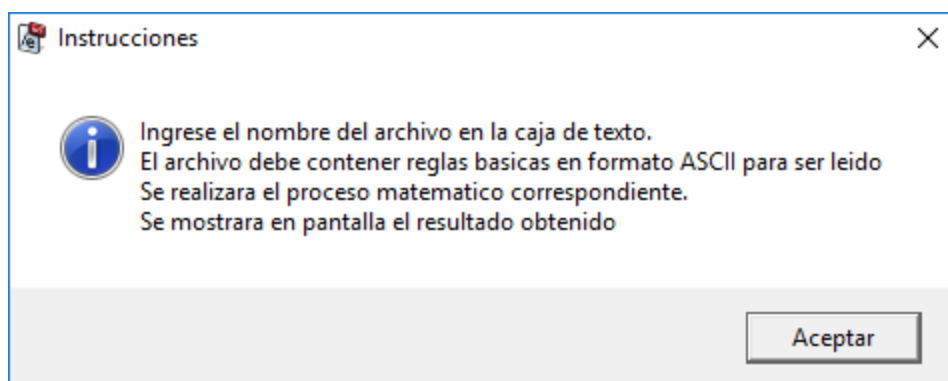 Instrucciones
Ingrese el nombre del archivo en la caja de texto.
El archivo debe contener reglas basicas en formato ASCII para ser leido
Se realizara el proceso matematico correspondiente.
Se mostrara en pantalla el resultado obtenido
Aceptar